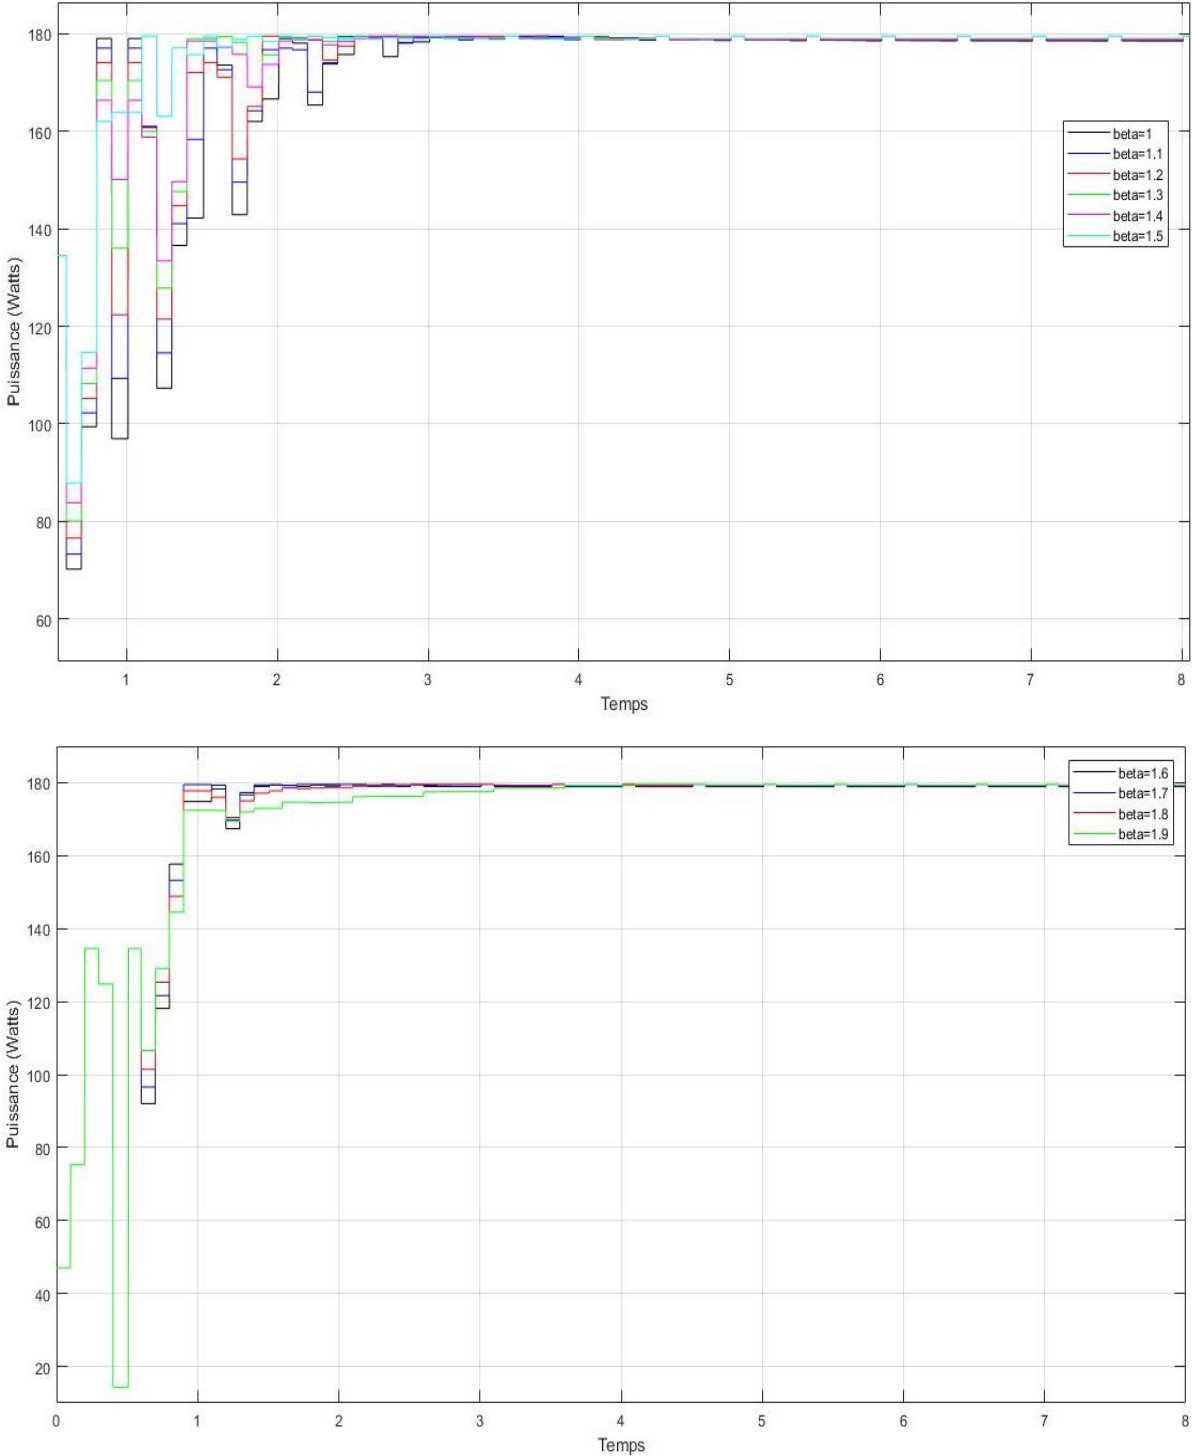 180
160
140
120
100
80
60
Puissance (Watts)
beta=1
beta=1.1
beta=1.2
beta=1.3
beta=1.4
beta=1.5
1 2 3 4 5 6 7 8
Temps
180
160
140
120
100
80
60
40
20
Puissance (Watts)
beta=1.6
beta=1.7
beta=1.8
beta=1.9
0 1 2 3 4 5 6 7 8
Temps